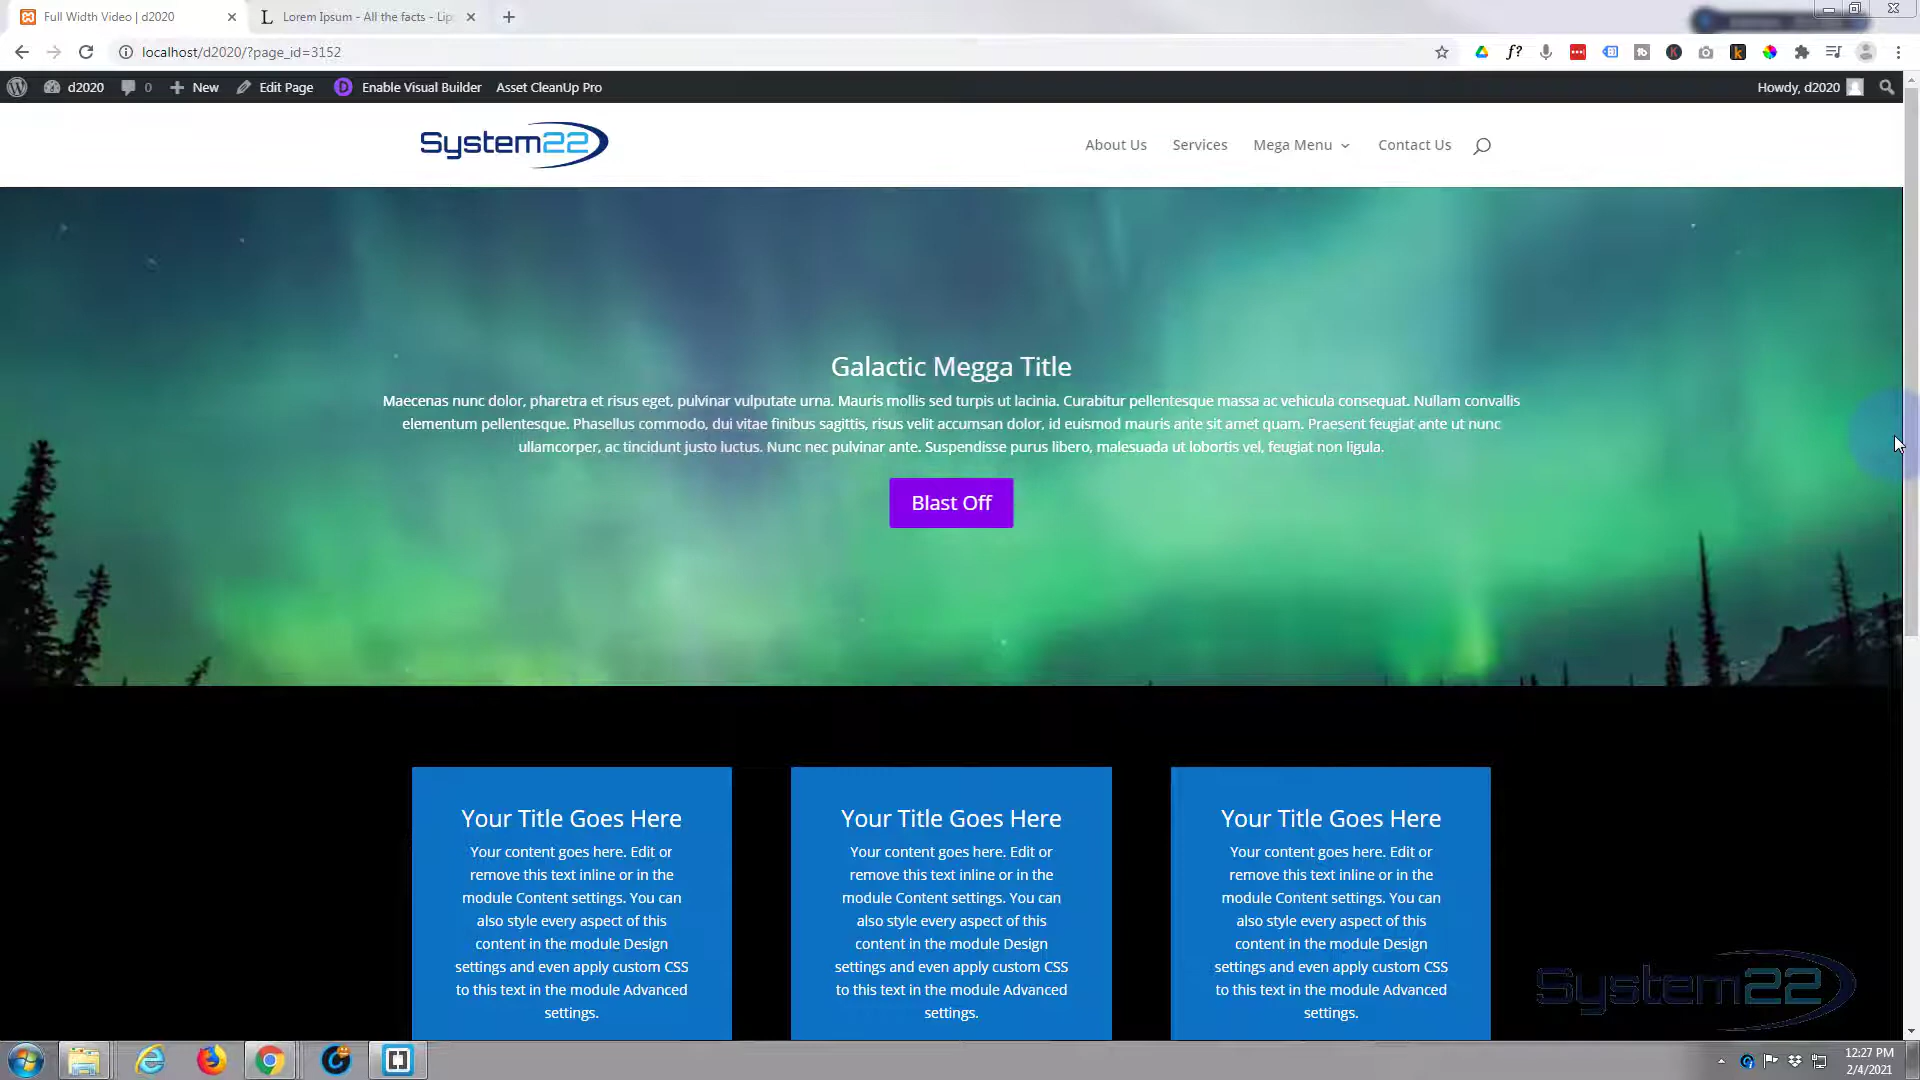 Full Width Video | d2020
Lorem Ipsum - All the facts - Lip
localhost/d2020/?page_id=3152
d2020
0
New
Edit Page
Enable Visual Builder
Asset CleanUp Pro
Howdy, d2020
System22
About Us
Services
Mega Menu
Contact Us
Galactic Megga Title
Maecenas nunc dolor, pharetra et risus eget, pulvinar vulputate urna. Mauris mollis sed turpis ut lacinia. Curabitur pellentesque massa ac vehicula consequat. Nullam convallis
elementum pellentesque. Phasellus commodo, dui vitae finibus sagittis, risus velit accumsan dolor, id euismod mauris ante sit amet quam. Praesent feugiat ante ut nunc
ullamcorper, ac tincidunt justo luctus. Nunc nec pulvinar ante. Suspendisse purus libero, malesuada ut lobortis vel, feugiat non ligula.
Blast Off
Your Title Goes Here
Your content goes here. Edit or
remove this text inline or in the
module Content settings. You can
also style every aspect of this
content in the module Design
settings and even apply custom CSS
to this text in the module Advanced
settings.
Your Title Goes Here
Your content goes here. Edit or
remove this text inline or in the
module Content settings. You can
also style every aspect of this
content in the module Design
settings and even apply custom CSS
to this text in the module Advanced
settings.
Your Title Goes Here
Your content goes here. Edit or
remove this text inline or in the
module Content settings. You can
also style every aspect of this
content in the module Design
settings and even apply custom CSS
to this text in the module Advanced
settings.
System22
12:27 PM
2/4/2021